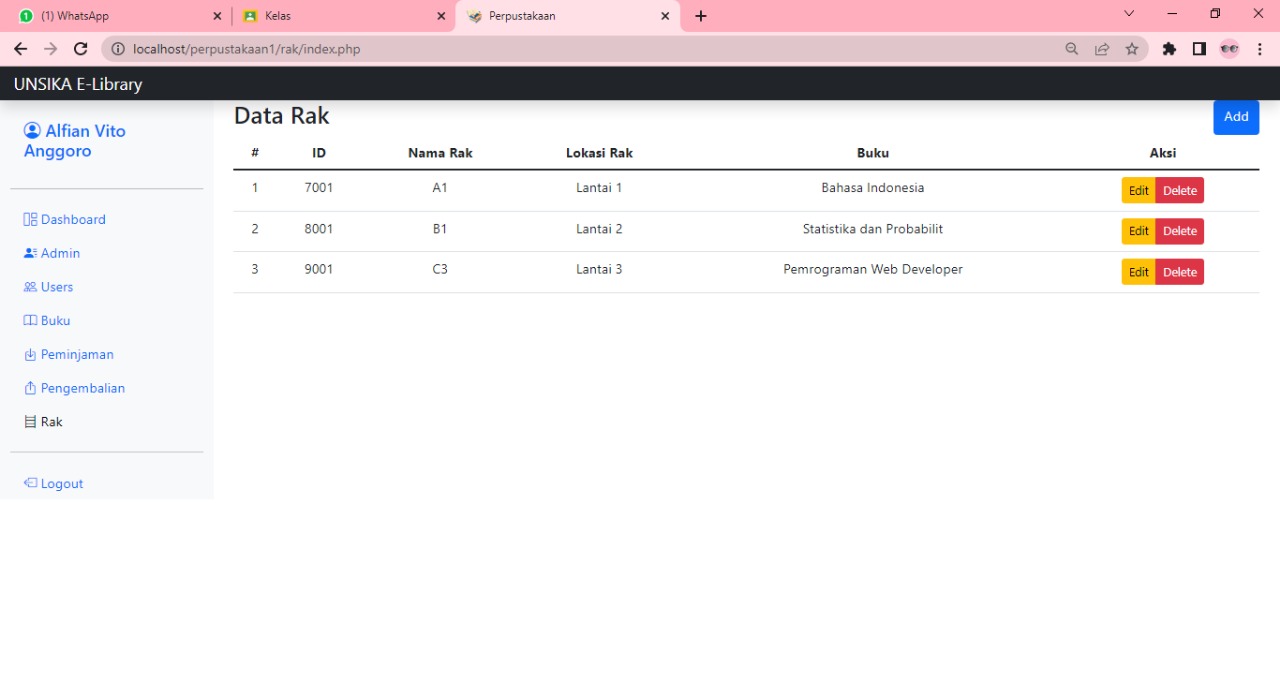 (1) WhatsApp
Kelas
Perpustakaan
localhost/perpustakaan1/rak/index.php
UNSIKA E-Library
Alfian Vito
Anggoro
Dashboard
Admin
Users
Buku
Peminjaman
Pengembalian
Rak
Logout
Data Rak
Add
# ID Nama Rak Lokasi Rak Buku Aksi
1 7001 A1 Lantai 1 Bahasa Indonesia Edit Delete
2 8001 B1 Lantai 2 Statistika dan Probabilit Edit Delete
3 9001 C3 Lantai 3 Pemrograman Web Developer Edit Delete